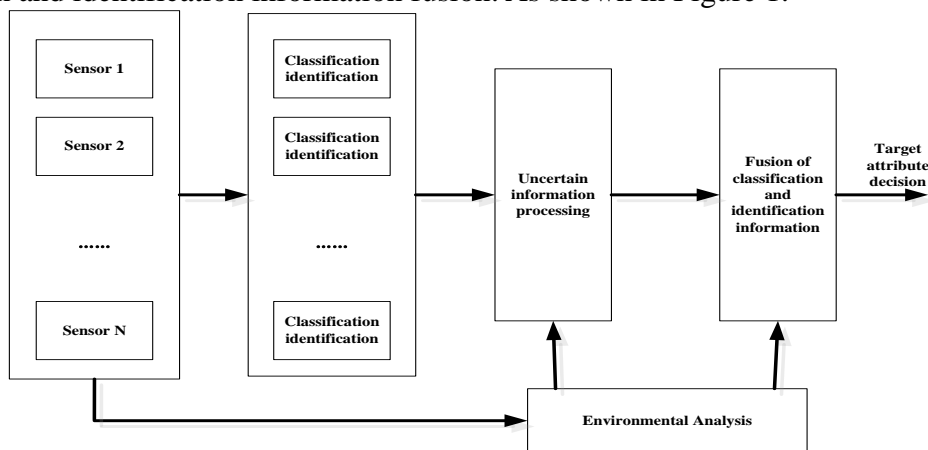 and identification information fusion. As shown in Figure 1.
Sensor 1
Sensor 2
......
Sensor N
Classification
identification
Classification
identification
......
Classification
identification
Uncertain
information
processing
Fusion of
classification
and
identification
information
Target
attribute
decision
Environmental Analysis